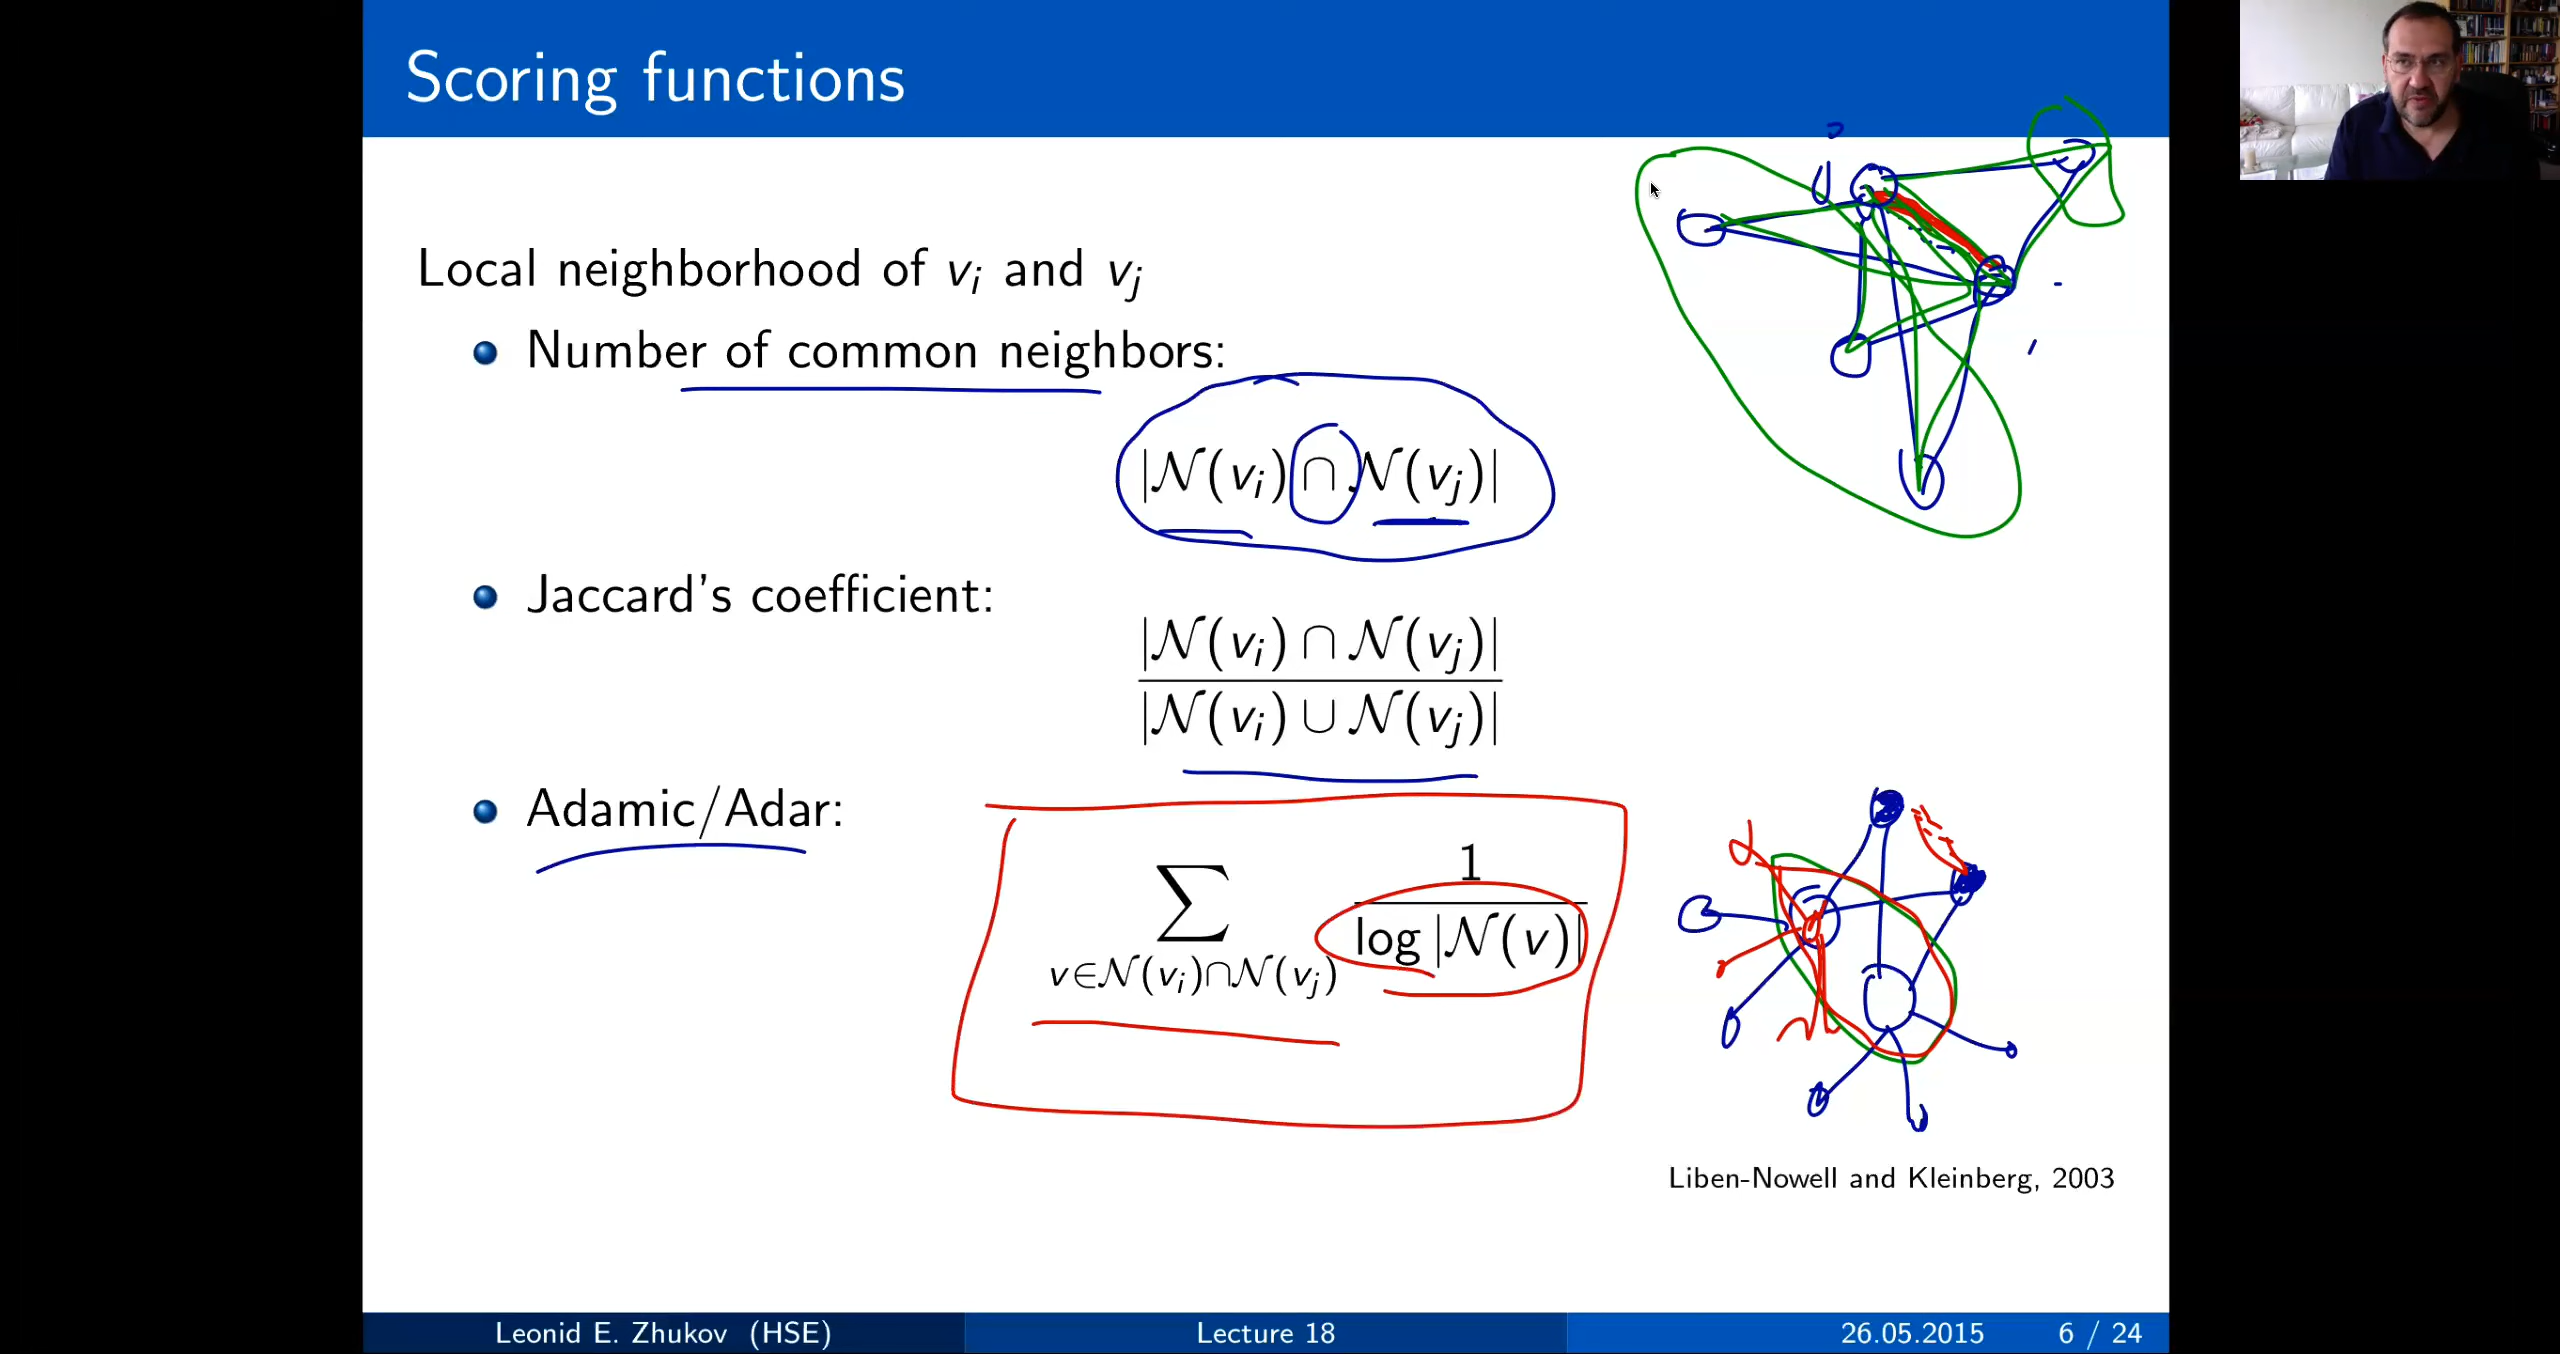 Scoring functions
Local neighborhood of v_i and v_j
Number of common neighbors:
|𝒩(v_i) ∩ 𝒩(v_j)|
Jaccard's coefficient:
|𝒩(v_i) ∩ 𝒩(v_j)|
|𝒩(v_i) ∪ 𝒩(v_j)|
Adamic/Adar:
∑
v∈𝒩(v_i)∩𝒩(v_j)
1
log |𝒩(v)|
Liben-Nowell and Kleinberg, 2003
Leonid E. Zhukov (HSE)
Lecture 18
26.05.2015
6 / 24